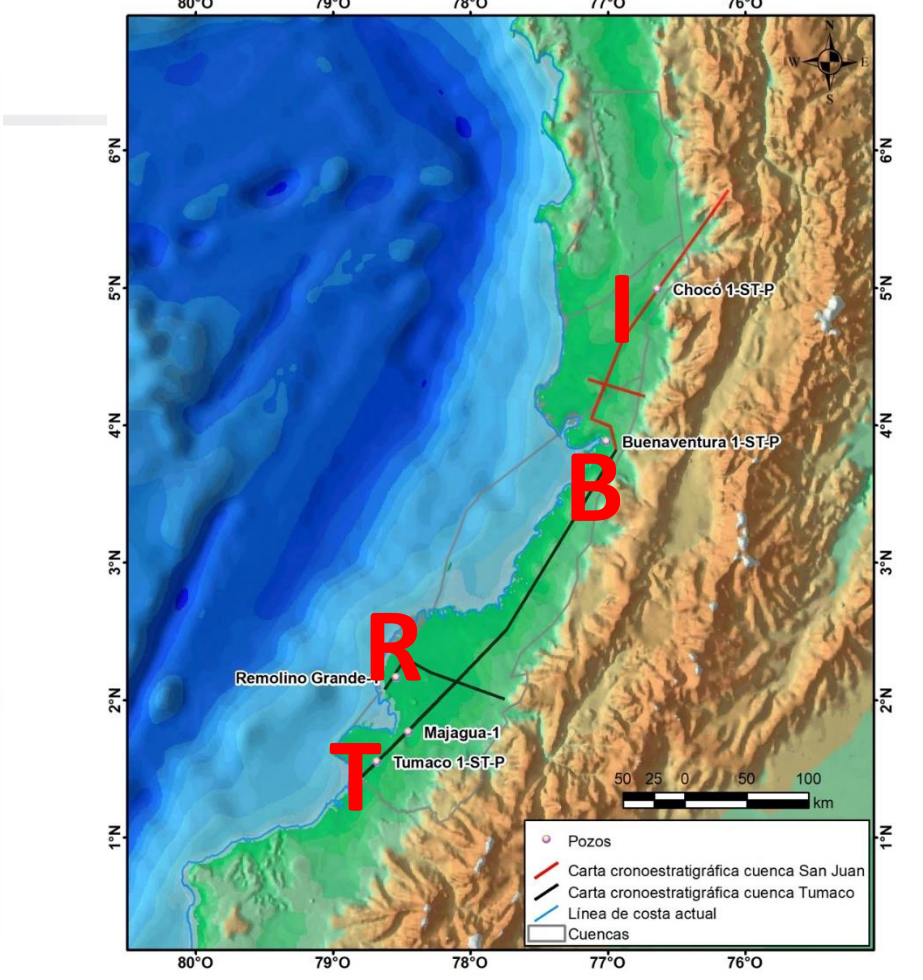 80°O 79°O 78°O 77°O 76°O
N
W E
S
6°N 6°N
5°N 5°N
I
Chocó 1-ST-P
4°N 4°N
Buenaventura 1-ST-P
B
3°N 3°N
R
Remolino Grande-1
2°N 2°N
Majagua-1
T
Tumaco 1-ST-P
50 25 0 50 100
km
1°N 1°N
Pozos
Carta cronoestratigráfica cuenca San Juan
Carta cronoestratigráfica cuenca Tumaco
Línea de costa actual
Cuencas
80°O 79°O 78°O 77°O 76°O